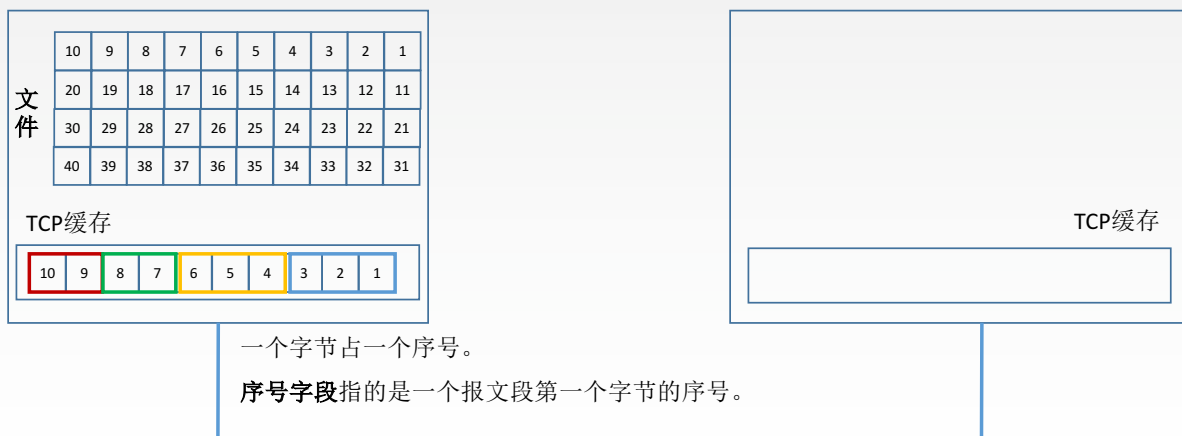 10 9 8 7 6 5 4 3 2 1
20 19 18 17 16 15 14 13 12 11
文件
30 29 28 27 26 25 24 23 22 21
40 39 38 37 36 35 34 33 32 31
TCP缓存
TCP缓存
10 9 8 7 6 5 4 3 2 1
一个字节占一个序号。
序号字段指的是一个报文段第一个字节的序号。